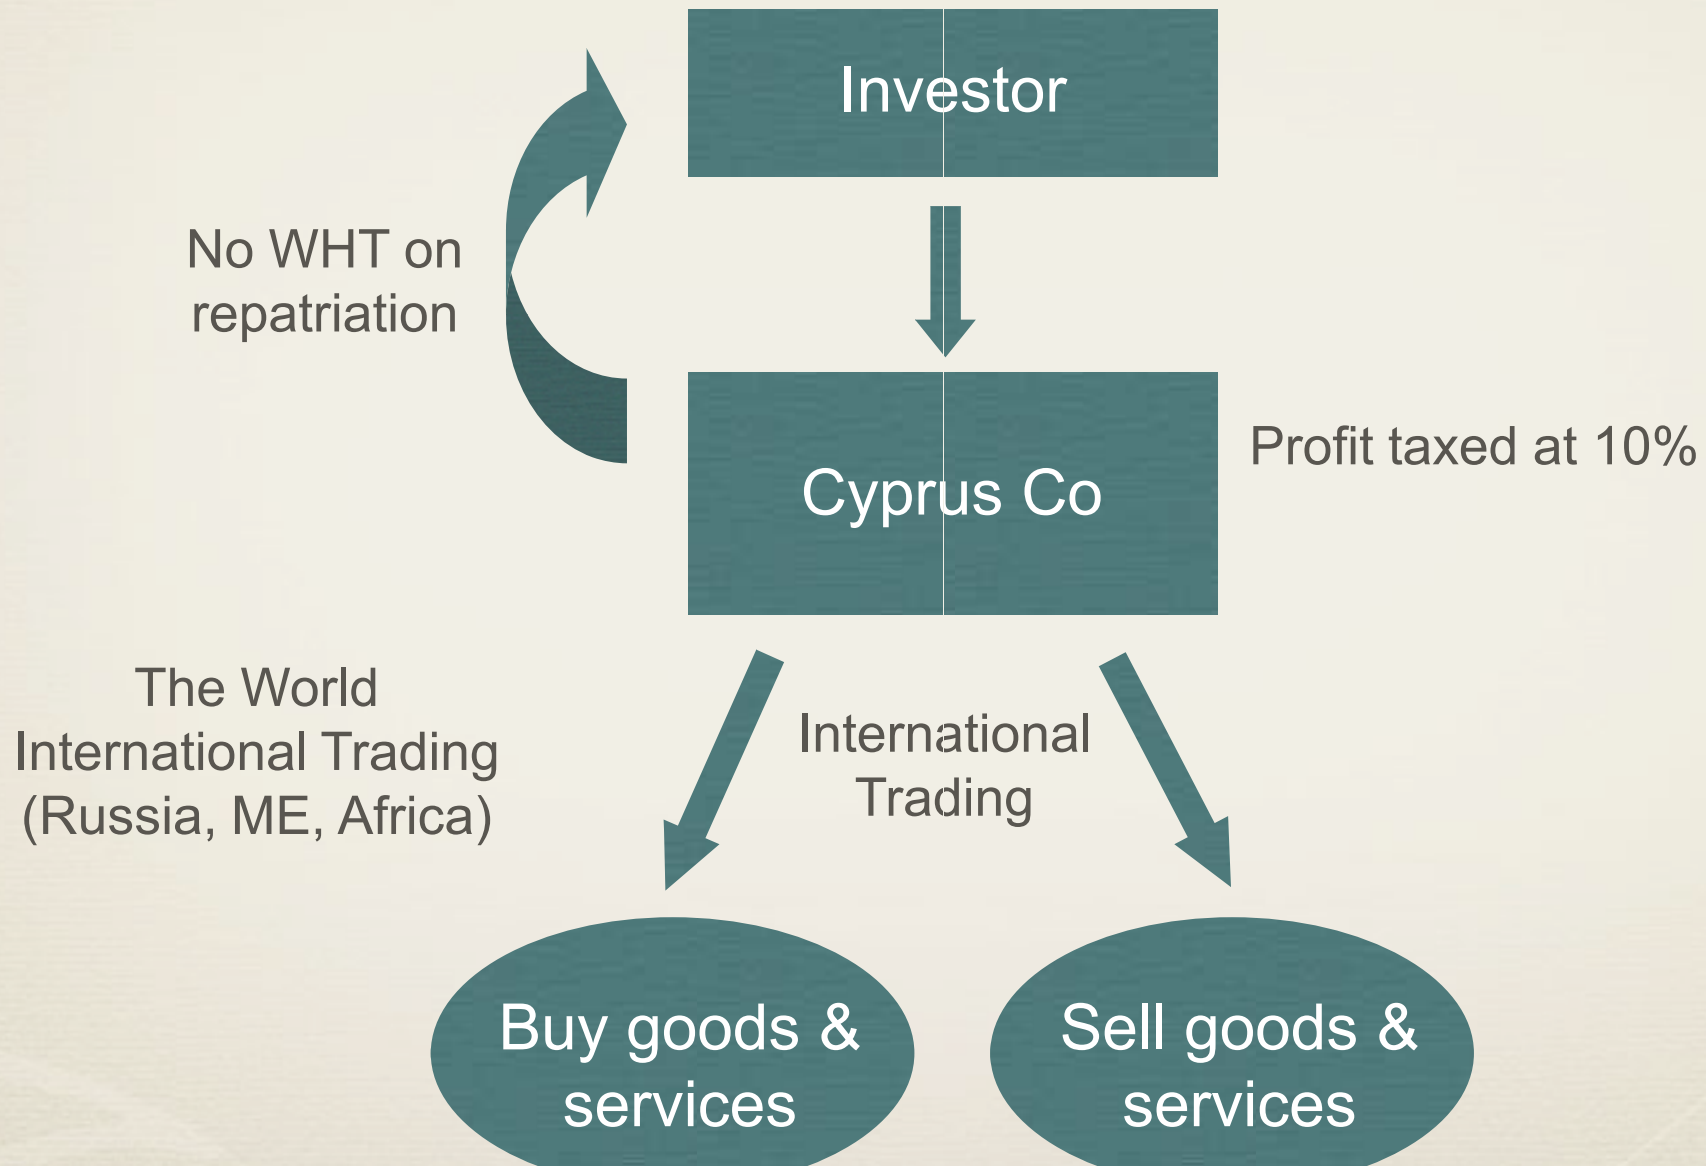 Investor
No WHT on
repatriation
Cyprus Co
Profit taxed at 10%
The World
International Trading
(Russia, ME, Africa)
International
Trading
Buy goods &
services
Sell goods &
services